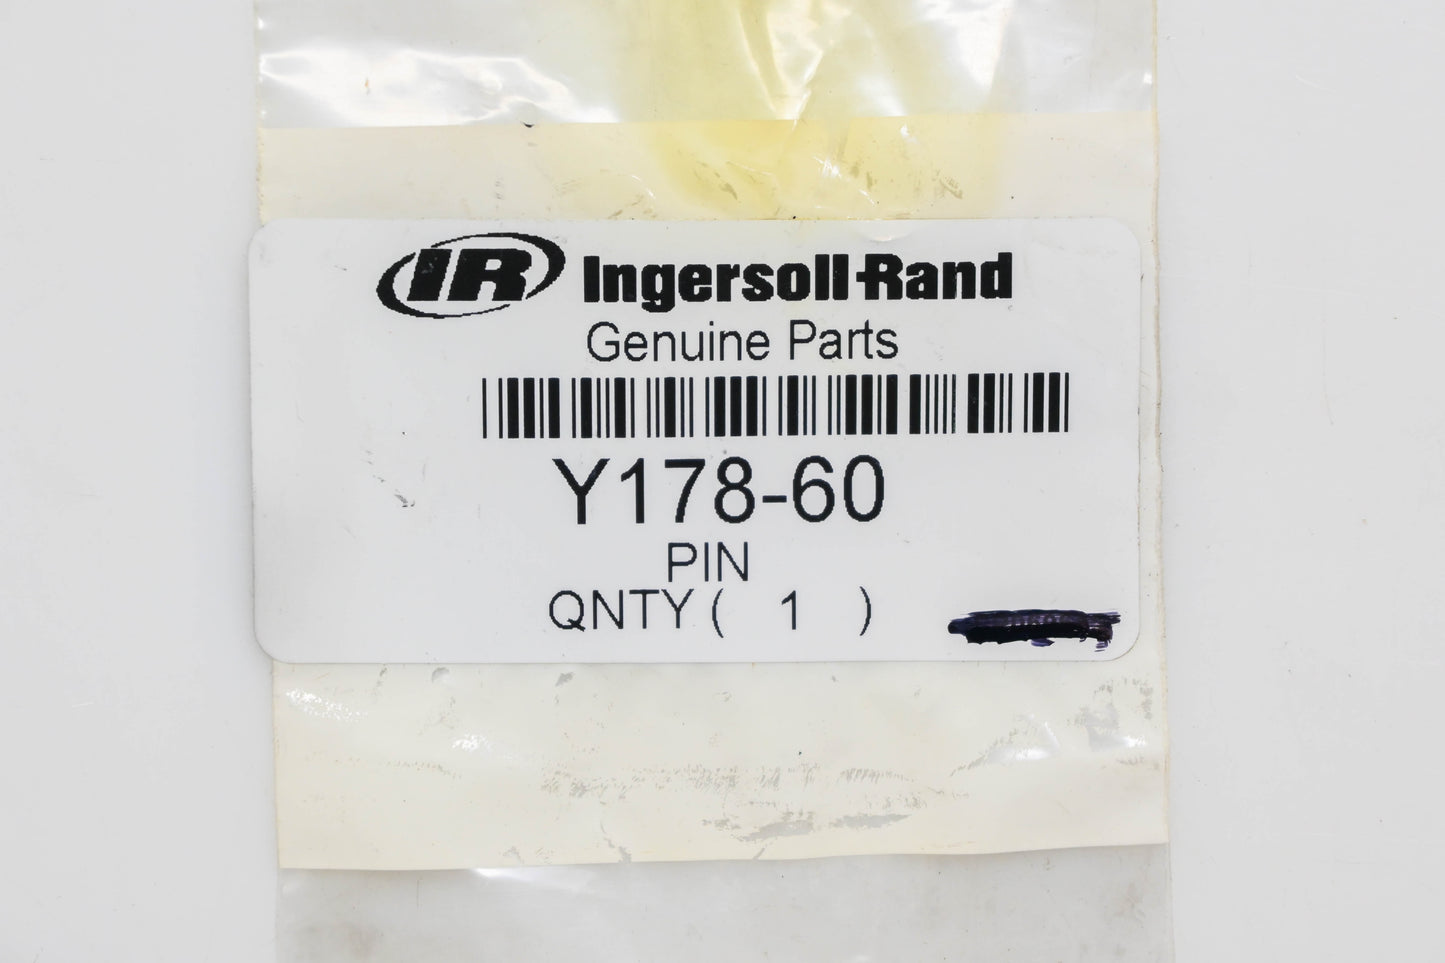 IR Ingersoll-Rand
Genuine Parts
Y178-60
PIN
QNTY ( 1 )